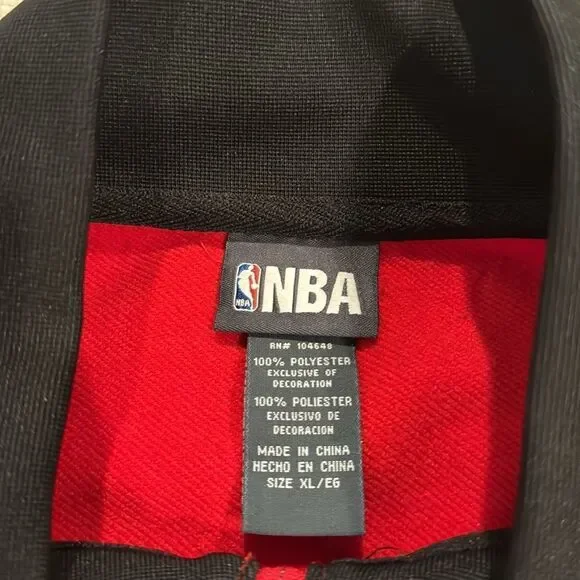 NBA
NBA
RN# 104648
100% POLYESTER
EXCLUSIVE OF
DECORATION
100% POLIESTER
EXCLUSIVO DE
DECORACION
MADE IN CHINA
HECHO EN CHINA
SIZE XL/EG